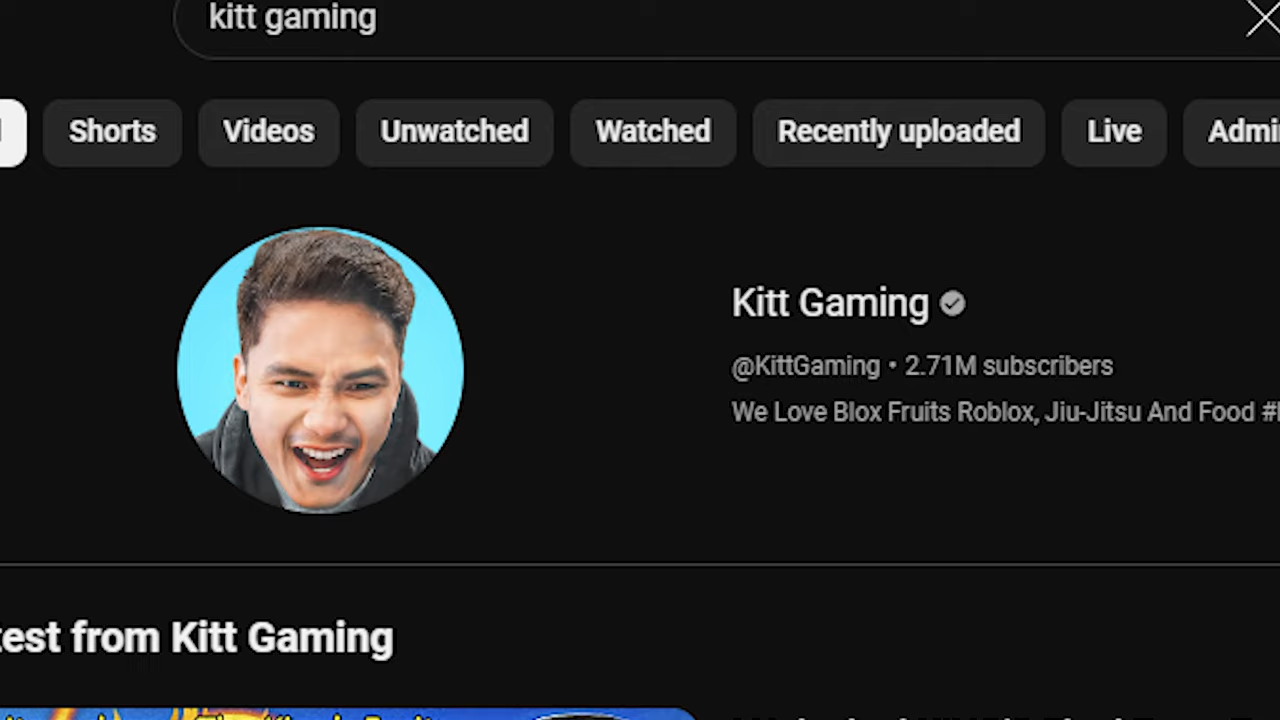 kitt gaming
Shorts Videos Unwatched Watched Recently uploaded Live
Kitt Gaming
@KittGaming • 2.71M subscribers
We Love Blox Fruits Roblox, Jiu-Jitsu And Food
from Kitt Gaming